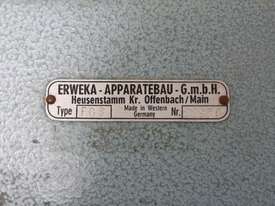 ERWEKA - APPARATEBAU - G.m.b.H.
Heusenstamm Kr. Offenbach/Main
Type Made in Western Nr.
Germany